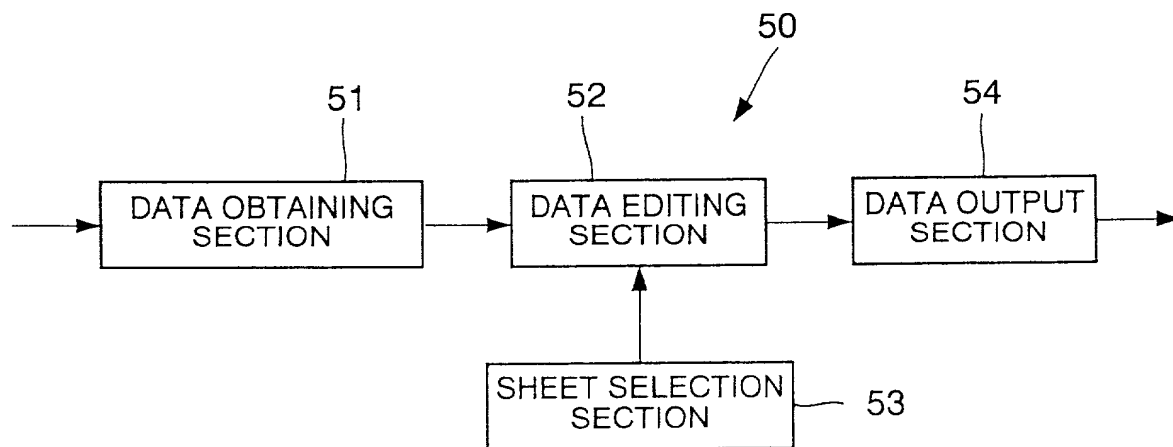 50
51
52
54
DATA OBTAINING
SECTION
DATA EDITING
SECTION
DATA OUTPUT
SECTION
SHEET SELECTION
SECTION
53